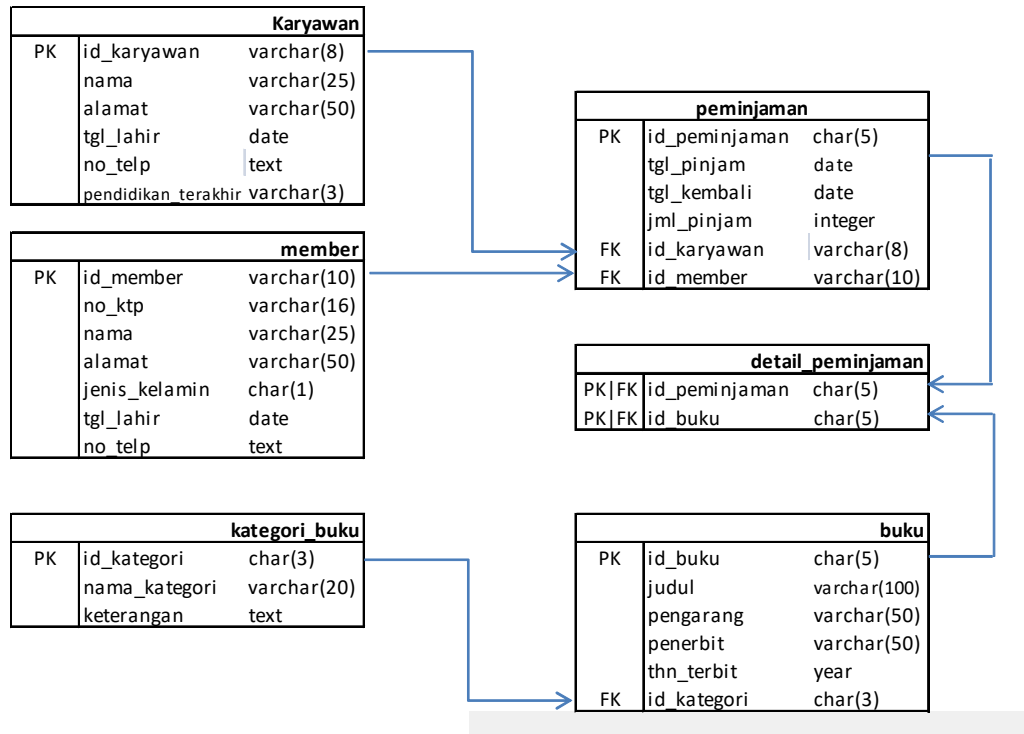 Karyawan
PK id_karyawan varchar(8)
nama varchar(25)
alamat varchar(50)
tgl_lahir date
no_telp text
pendidikan_terakhir varchar(3)
member
PK id_member varchar(10)
no_ktp varchar(16)
nama varchar(25)
alamat varchar(50)
jenis_kelamin char(1)
tgl_lahir date
no_telp text
kategori_buku
PK id_kategori char(3)
nama_kategori varchar(20)
keterangan text
peminjaman
PK id_peminjaman char(5)
tgl_pinjam date
tgl_kembali date
jml_pinjam integer
FK id_karyawan varchar(8)
FK id_member varchar(10)
detail_peminjaman
PK|FK id_peminjaman char(5)
PK|FK id_buku char(5)
buku
PK id_buku char(5)
judul varchar(100)
pengarang varchar(50)
penerbit varchar(50)
thn_terbit year
FK id_kategori char(3)